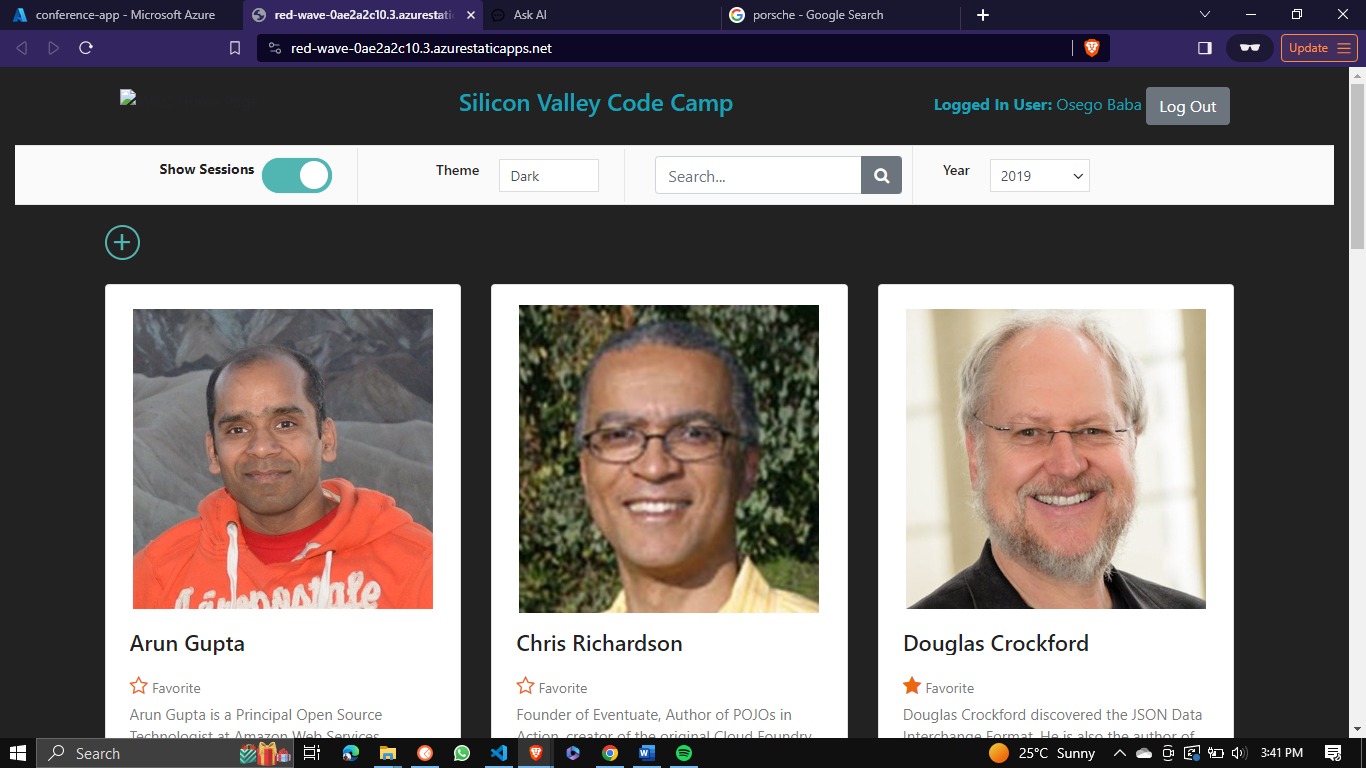 conference-app - Microsoft Azure
red-wave-0ae2a2c10.3.azurestati
Ask AI
porsche - Google Search
red-wave-0ae2a2c10.3.azurestaticapps.net
Update
Silicon Valley Code Camp
Logged In User: Osego Baba
Log Out
Show Sessions
Theme
Dark
Search...
Year
2019
Arun Gupta
Chris Richardson
Douglas Crockford
Favorite
Favorite
Favorite
Arun Gupta is a Principal Open Source
Technologist at Amazon Web Services
Founder of Eventuate, Author of POJOs in
Action, creator of the original Cloud Foundry
Douglas Crockford discovered the JSON Data
Interchange Format. He is also the author of
Search
25°C Sunny
3:41 PM